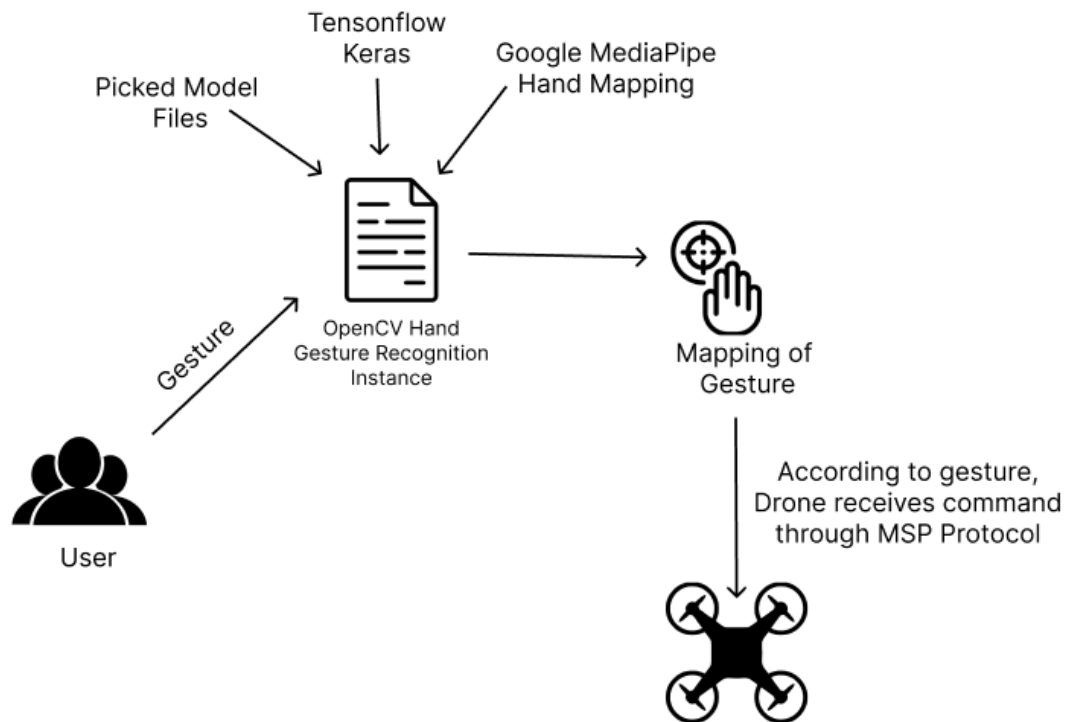 Tensorflow
Keras
Google MediaPipe
Hand Mapping
Picked Model
Files
OpenCV Hand
Gesture Recognition
Instance
Gesture
User
Mapping of
Gesture
According to gesture,
Drone receives command
through MSP Protocol